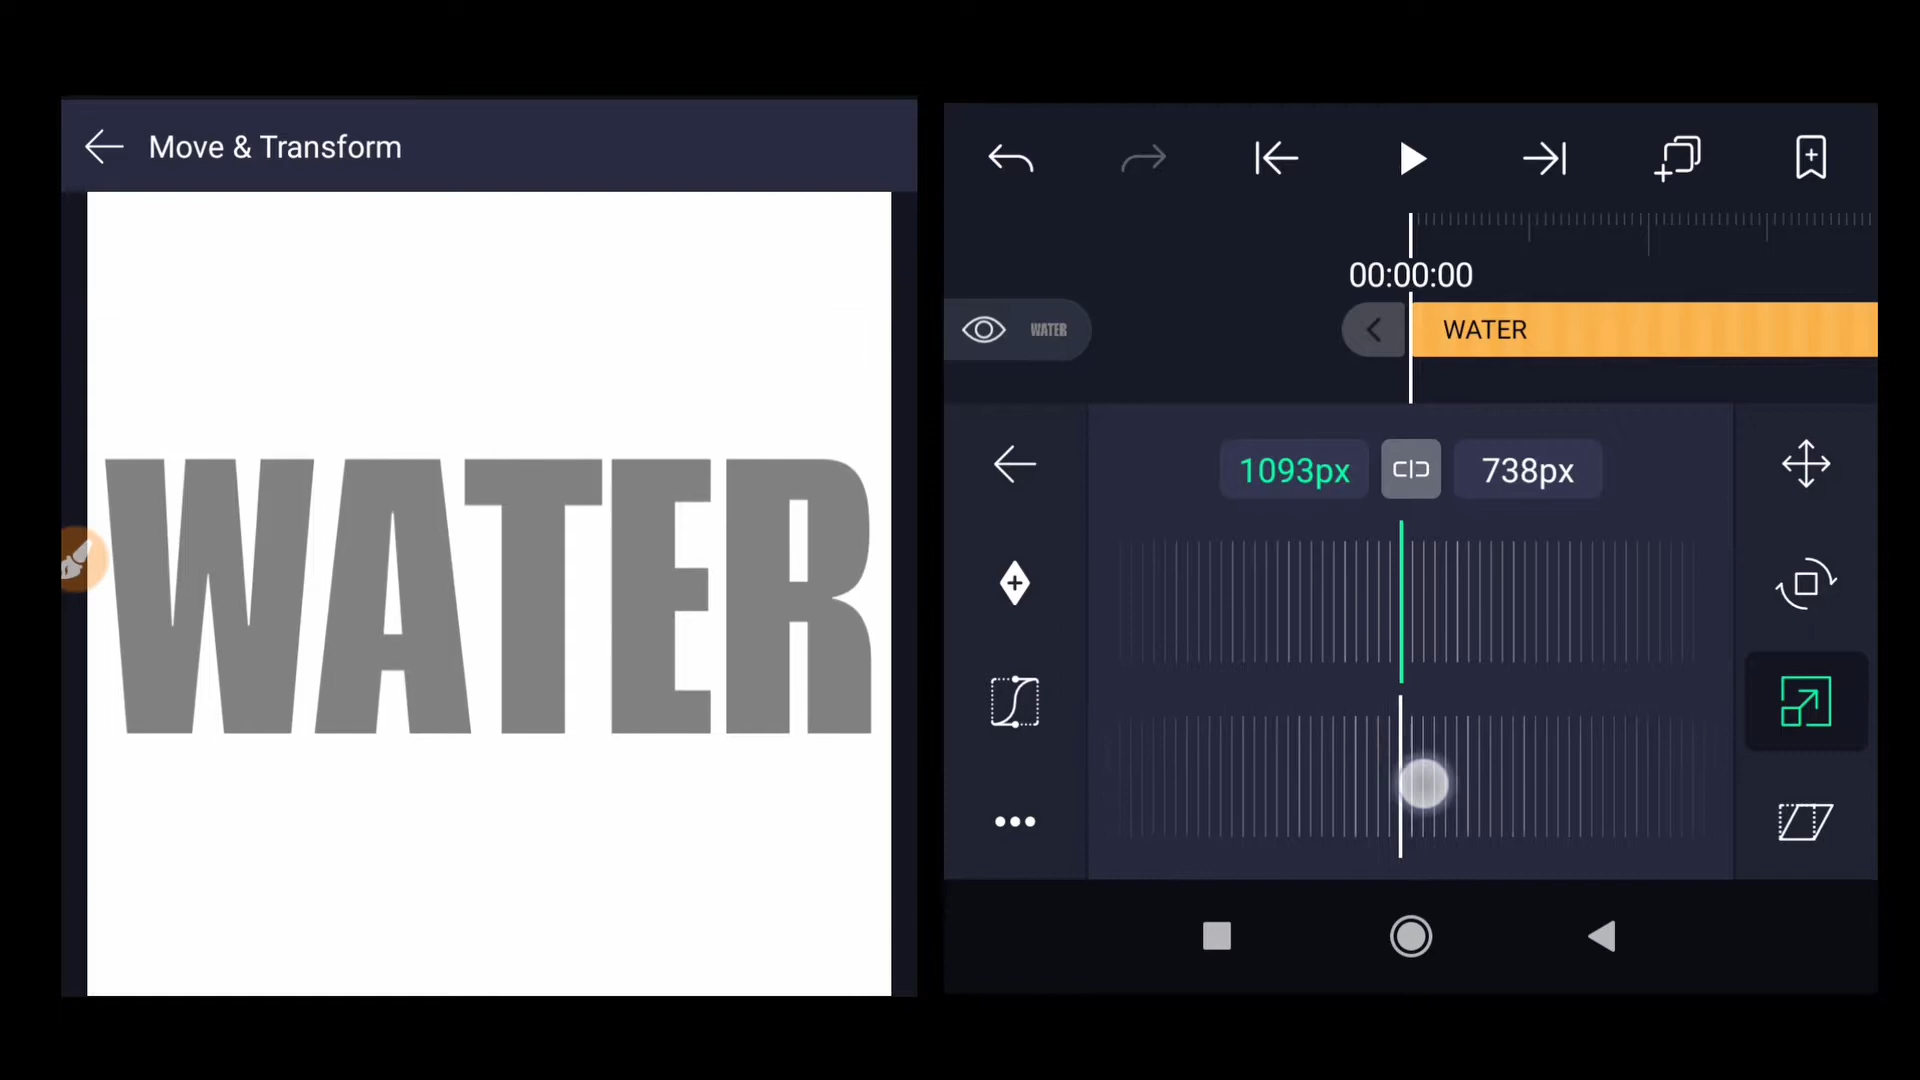 Move & Transform
WATER
00:00:00
WATER
WATER
1093px
738px